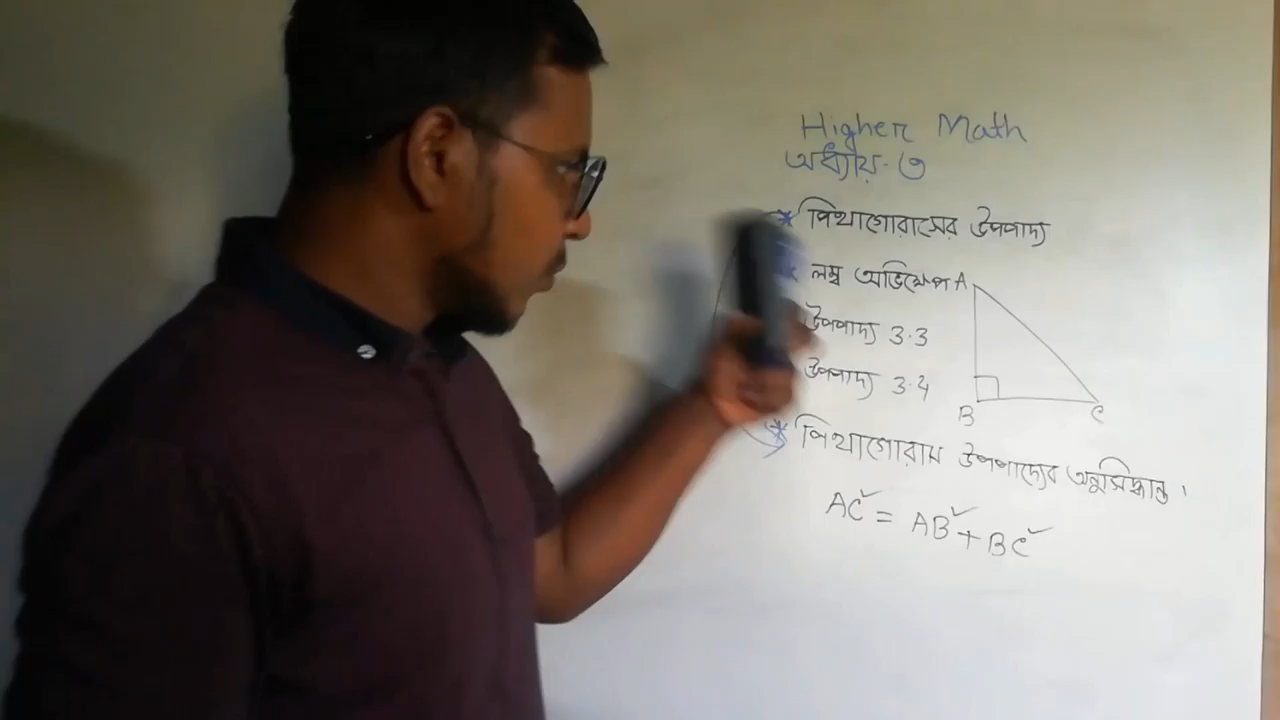 Higher Math
অধ্যায়-৩
* পিথাগোরাসের উপপাদ্য
* লম্ব অভিক্ষেপ
উপপাদ্য 3.3
উপপাদ্য 3.4
A
B
C
* পিথাগোরাস উপপাদ্যের অনুসিদ্ধান্ত।
AC² = AB² + BC²